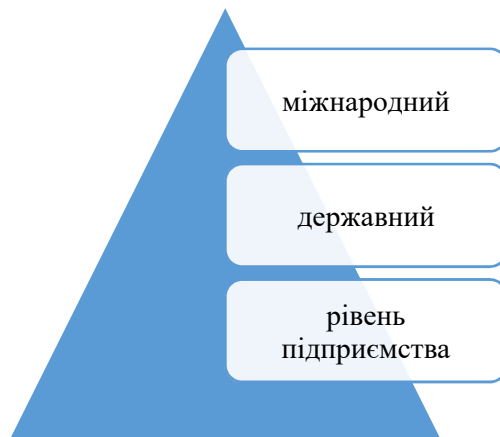 міжнародний
державний
рівень
підприємства